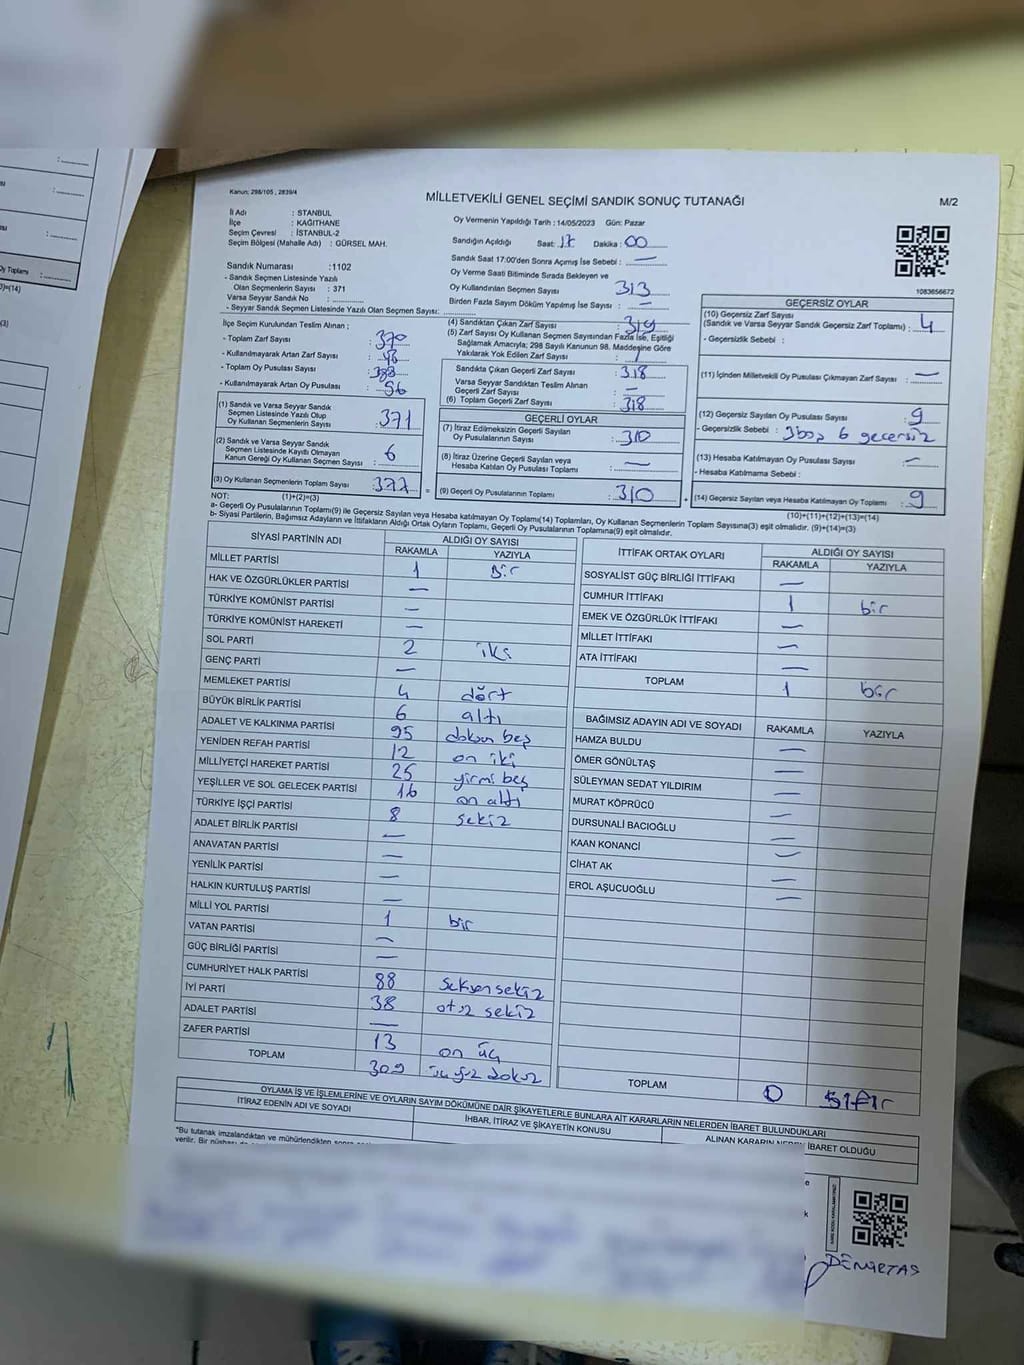 Kanun: 298/105 , 2839/4
MİLLETVEKİLİ GENEL SEÇİMİ SANDIK SONUÇ TUTANAĞI
M/2
İli Adı : STANBUL
İlçe : KAĞITHANE
Seçim Çevresi : İSTANBUL-2
Seçim Bölgesi (Mahalle Adı) : GÜRSEL MAH.
Oy Vermenin Yapıldığı Tarih : 14/05/2023 Gün: Pazar
Sandığın Açıldığı Saat: 17 Dakika : 00
Sandık Saat 17:00'den Sonra Açımış İse Sebebi : —
Oy Verme Saati Bitiminde Sırada Bekleyen ve
Oy Kullandırılan Seçmen Sayısı : 313
Birden Fazla Sayım Döküm Yapılmış İse Sayısı : —
1083656672
Sandık Numarası :1102
- Sandık Seçmen Listesinde Yazılı
Olan Seçmenlerin Sayısı : 371
Varsa Seyyar Sandık No :
- Seyyar Sandık Seçmen Listesinde Yazılı Olan Seçmen Sayısı:
İlçe Seçim Kurulundan Teslim Alınan ;
- Toplam Zarf Sayısı : 370
- Kullanılmayarak Artan Zarf Sayısı
- Toplam Oy Pusulası Sayısı
- Kullanılmayarak Artan Oy Pusulası : 56
(1) Sandık ve Varsa Seyyar Sandık
Seçmen Listesinde Yazılı Olup
Oy Kullanan Seçmenlerin Sayısı : 371
(2) Sandık ve Varsa Seyyar Sandık
Seçmen Listesinde Kayıtlı Olmayan
Kanun Gereği Oy Kullanan Seçmen Sayısı : 6
(3) Oy Kullanan Seçmenlerin Toplam Sayısı : 377
(4) Sandıktan Çıkan Zarf Sayısı : 319
(5) Zarf Sayısı Oy Kullanan Seçmen Sayısından Fazla İse, Eşitliği
Sağlamak Amacıyla; 298 Sayılı Kanunun 98. Maddesine Göre
Yakılarak Yok Edilen Zarf Sayısı : 1
Sandıkta Çıkan Geçerli Zarf Sayısı : 318
Varsa Seyyar Sandıktan Teslim Alınan
Geçerli Zarf Sayısı : —
(6) Toplam Geçerli Zarf Sayısı : 318
GEÇERLİ OYLAR
(7) İtiraz Edilmeksizin Geçerli Sayılan
Oy Pusulalarının Sayısı : 310
(8) İtiraz Üzerine Geçerli Sayılan veya
Hesaba Katılan Oy Pusulası Toplamı : —
(9) Geçerli Oy Pusulalarının Toplamı : 310
GEÇERSİZ OYLAR
(10) Geçersiz Zarf Sayısı
(Sandık ve Varsa Seyyar Sandık Geçersiz Zarf Toplamı) : 4
- Geçersizlik Sebebi :
(11) İçinden Milletvekili Oy Pusulası Çıkmayan Zarf Sayısı : —
(12) Geçersiz Sayılan Oy Pusulası Sayısı : 9
- Geçersizlik Sebebi : 3boş 6 geçersiz
(13) Hesaba Katılmayan Oy Pusulası Sayısı : —
- Hesaba Katılmama Sebebi :
(14) Geçersiz Sayılan veya Hesaba Katılmayan Oy Toplamı : 9
NOT: (1)+(2)=(3)
(10)+(11)+(12)+(13)=(14)
a- Geçerli Oy Pusulalarının Toplamı(9) ile Geçersiz Sayılan veya Hesaba katılmayan Oy Toplamı(14) Toplamları, Oy Kullanan Seçmenlerin Toplam Sayısına(3) eşit olmalıdır. (9)+(14)=(3)
b- Siyasi Partilerin, Bağımsız Adayların ve İttifakların Aldığı Ortak Oyların Toplamı, Geçerli Oy Pusulalarının Toplamına(9) eşit olmalıdır.
SİYASİ PARTİNİN ADI ALDIĞI OY SAYISI
RAKAMLA YAZIYLA
MİLLET PARTİSİ 1 Bir
HAK VE ÖZGÜRLÜKLER PARTİSİ —
TÜRKİYE KOMÜNİST PARTİSİ —
TÜRKİYE KOMÜNİST HAREKETİ —
SOL PARTİ 2 iki
GENÇ PARTİ —
MEMLEKET PARTİSİ 4 dört
BÜYÜK BİRLİK PARTİSİ 6 altı
ADALET VE KALKINMA PARTİSİ 95 doksan beş
YENİDEN REFAH PARTİSİ 12 on iki
MİLLİYETÇİ HAREKET PARTİSİ 25 yirmi beş
YEŞİLLER VE SOL GELECEK PARTİSİ 16 on altı
TÜRKİYE İŞÇİ PARTİSİ 8 sekiz
ADALET BİRLİK PARTİSİ —
ANAVATAN PARTİSİ —
YENİLİK PARTİSİ —
HALKIN KURTULUŞ PARTİSİ —
MİLLİ YOL PARTİSİ 1 bir
VATAN PARTİSİ —
GÜÇ BİRLİĞİ PARTİSİ —
CUMHURİYET HALK PARTİSİ 88 seksen sekiz
İYİ PARTİ 38 otuz sekiz
ADALET PARTİSİ —
ZAFER PARTİSİ 13 on üç
TOPLAM 309 üçyüz dokuz
İTTİFAK ORTAK OYLARI ALDIĞI OY SAYISI
RAKAMLA YAZIYLA
SOSYALİST GÜÇ BİRLİĞİ İTTİFAKI —
CUMHUR İTTİFAKI 1 bir
EMEK VE ÖZGÜRLÜK İTTİFAKI —
MİLLET İTTİFAKI —
ATA İTTİFAKI —
TOPLAM 1 bir
BAĞIMSIZ ADAYIN ADI VE SOYADI RAKAMLA YAZIYLA
HAMZA BULDU —
ÖMER GÖNÜLTAŞ —
SÜLEYMAN SEDAT YILDIRIM —
MURAT KÖPRÜCÜ —
DURSUNALİ BACIOĞLU —
KAAN KONANCİ —
CİHAT AK —
EROL AŞUCUOĞLU —
TOPLAM 0 SIFIR
OYLAMA İŞ VE İŞLEMLERİNE VE OYLARIN SAYIM DÖKÜMÜNE DAİR ŞİKAYETLERLE BUNLARA AİT KARARLARIN NELERDEN İBARET BULUNDUKLARI
İTİRAZ EDENİN ADI VE SOYADI
İHBAR, İTİRAZ VE ŞİKAYETİN KONUSU
ALINAN KARARIN NEDEN İBARET OLDUĞU
"Bu tutanak imzalandıktan ve mühürlendikten sonra
verilir. Bir nüshası
DEMİRTAŞ